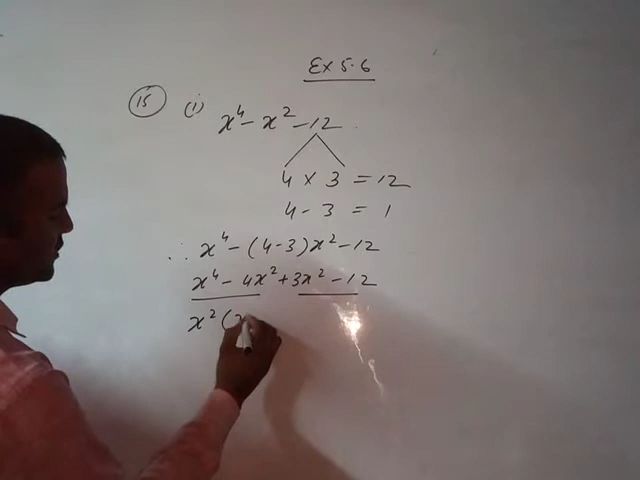 Ex 5.6
15 (i) x⁴ - x² - 12
4 × 3 = 12
4 - 3 = 1
∴ x⁴ - (4-3)x² - 12
x⁴ - 4x² + 3x² - 12
x² (x